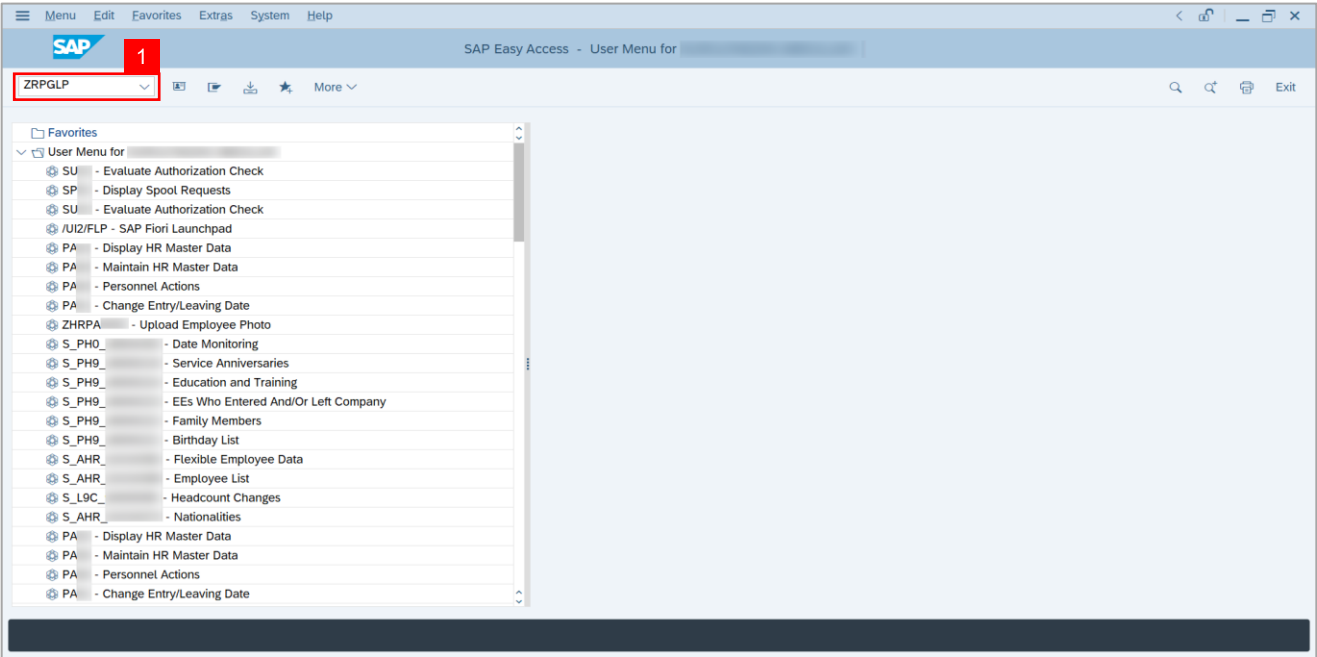 Menu Edit Favorites Extras System Help
SAP
SAP Easy Access - User Menu for
1
ZRPGLP More Exit
Favorites
User Menu for
SU - Evaluate Authorization Check
SP - Display Spool Requests
SU - Evaluate Authorization Check
/UI2/FLP - SAP Fiori Launchpad
PA - Display HR Master Data
PA - Maintain HR Master Data
PA - Personnel Actions
PA - Change Entry/Leaving Date
ZHRPA - Upload Employee Photo
S_PH0_ - Date Monitoring
S_PH9_ - Service Anniversaries
S_PH9_ - Education and Training
S_PH9_ - EEs Who Entered And/Or Left Company
S_PH9_ - Family Members
S_PH9_ - Birthday List
S_AHR_ - Flexible Employee Data
S_AHR_ - Employee List
S_L9C_ - Headcount Changes
S_AHR_ - Nationalities
PA - Display HR Master Data
PA - Maintain HR Master Data
PA - Personnel Actions
PA - Change Entry/Leaving Date